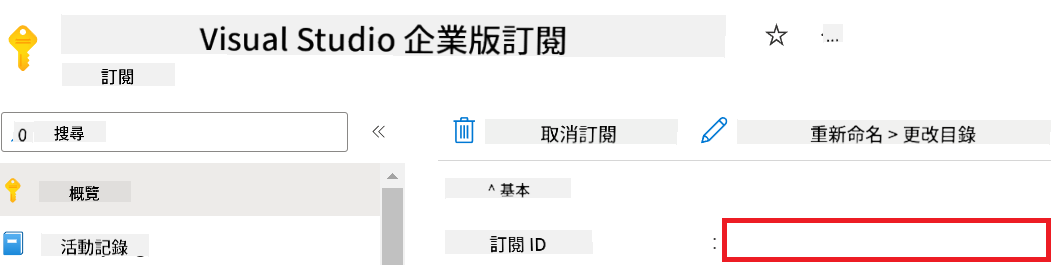 Visual Studio 企業版訂閱
...
訂閱
搜尋
«
取消訂閱
重新命名 > 更改目錄
概覽
^ 基本
活動記錄
訂閱 ID :